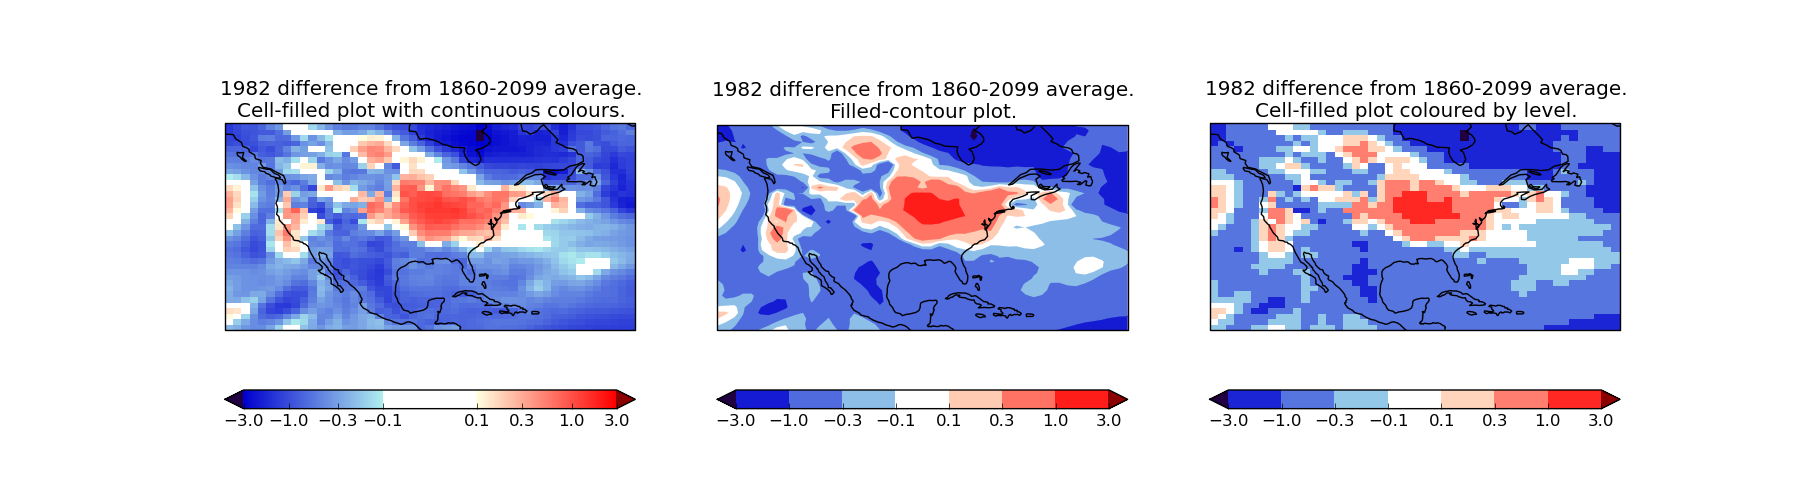 1982 difference from 1860-2099 average.
Cell-filled plot with continuous colours.
−3.0 −1.0 −0.3 −0.1 0.1 0.3 1.0 3.0
1982 difference from 1860-2099 average.
Filled-contour plot.
−3.0 −1.0 −0.3 −0.1 0.1 0.3 1.0 3.0
1982 difference from 1860-2099 average.
Cell-filled plot coloured by level.
−3.0 −1.0 −0.3 −0.1 0.1 0.3 1.0 3.0